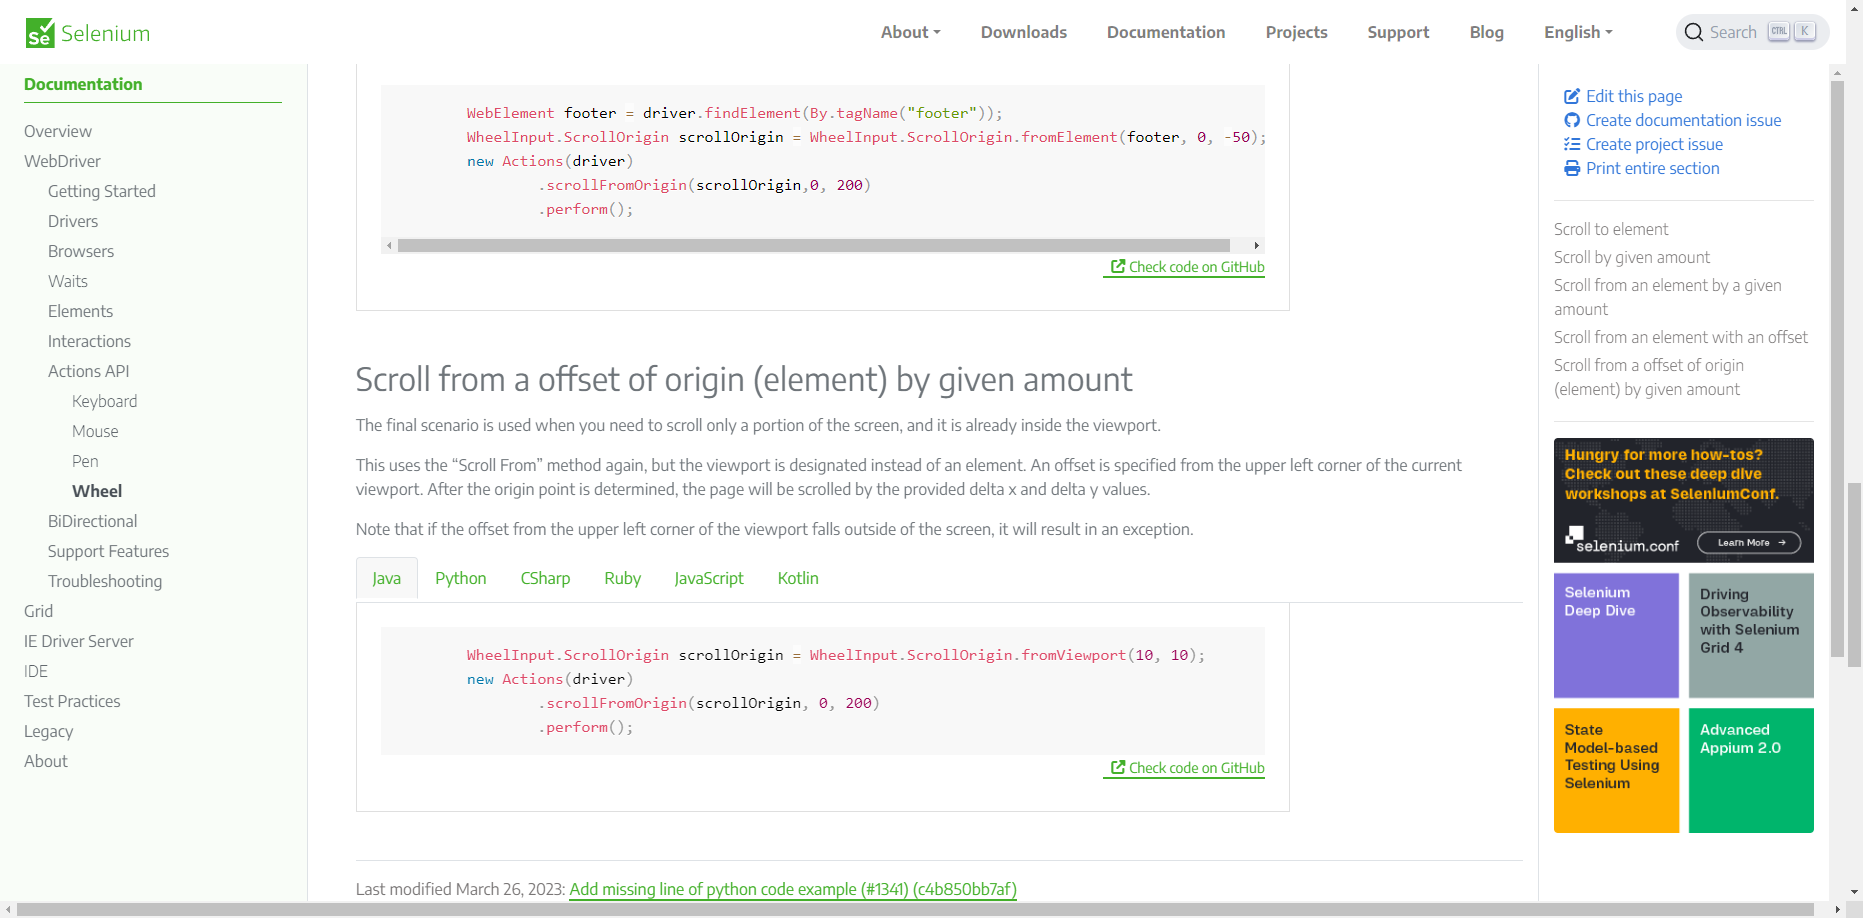 Selenium
About
Downloads
Documentation
Projects
Support
Blog
English
Search CTRL K
Documentation
Overview
WebDriver
Getting Started
Drivers
Browsers
Waits
Elements
Interactions
Actions API
Keyboard
Mouse
Pen
Wheel
BiDirectional
Support Features
Troubleshooting
Grid
IE Driver Server
IDE
Test Practices
Legacy
About
WebElement footer = driver.findElement(By.tagName("footer"));
WheelInput.ScrollOrigin scrollOrigin = WheelInput.ScrollOrigin.fromElement(footer, 0, -50);
new Actions(driver)
.scrollFromOrigin(scrollOrigin,0, 200)
.perform();
Check code on GitHub
Scroll from a offset of origin (element) by given amount
The final scenario is used when you need to scroll only a portion of the screen, and it is already inside the viewport.
This uses the “Scroll From” method again, but the viewport is designated instead of an element. An offset is specified from the upper left corner of the current
viewport. After the origin point is determined, the page will be scrolled by the provided delta x and delta y values.
Note that if the offset from the upper left corner of the viewport falls outside of the screen, it will result in an exception.
Java
Python
CSharp
Ruby
JavaScript
Kotlin
WheelInput.ScrollOrigin scrollOrigin = WheelInput.ScrollOrigin.fromViewport(10, 10);
new Actions(driver)
.scrollFromOrigin(scrollOrigin, 0, 200)
.perform();
Check code on GitHub
Last modified March 26, 2023: Add missing line of python code example (#1341) (c4b850bb7af)
Edit this page
Create documentation issue
Create project issue
Print entire section
Scroll to element
Scroll by given amount
Scroll from an element by a given
amount
Scroll from an element with an offset
Scroll from a offset of origin
(element) by given amount
Hungry for more how-tos?
Check out these deep dive
workshops at SeleniumConf.
selenium.conf
Learn More →
Selenium
Deep Dive
Driving
Observability
with Selenium
Grid 4
State
Model-based
Testing Using
Selenium
Advanced
Appium 2.0